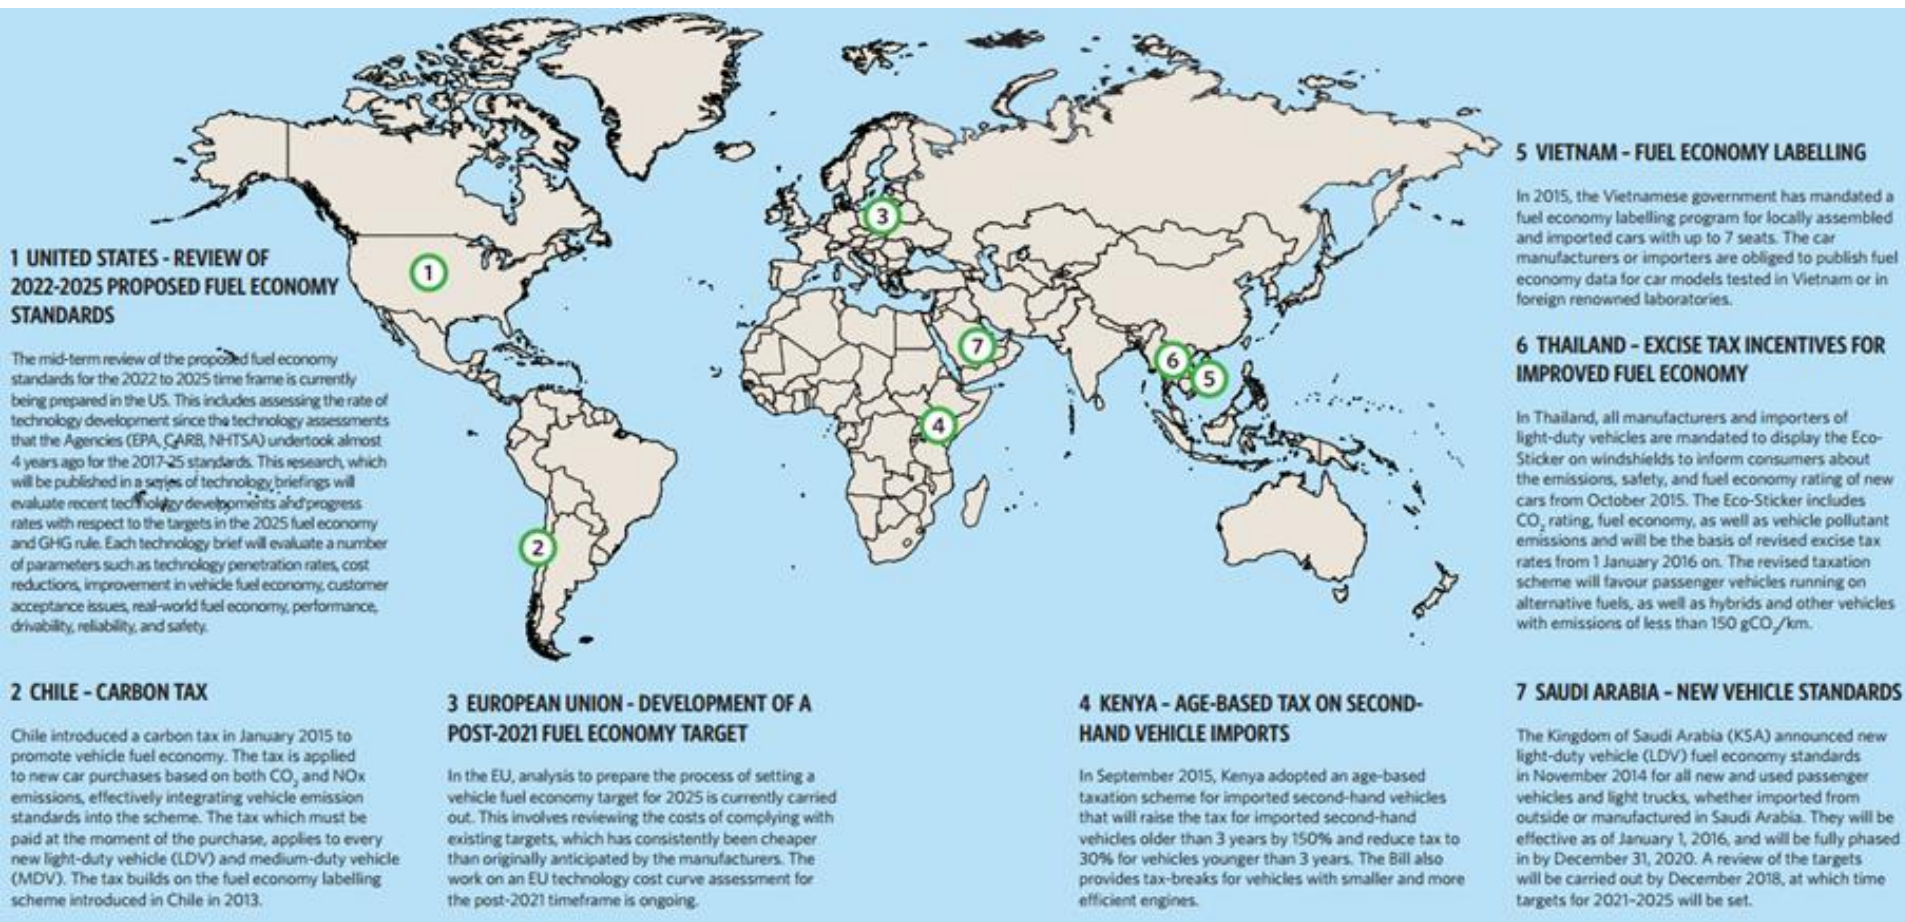 1 UNITED STATES - REVIEW OF
2022-2025 PROPOSED FUEL ECONOMY
STANDARDS
The mid-term review of the proposed fuel economy
standards for the 2022 to 2025 time frame is currently
being prepared in the US. This includes assessing the rate of
technology development since the technology assessments
that the Agencies (EPA, CARB, NHTSA) undertook almost
4 years ago for the 2017-25 standards. This research, which
will be published in a series of technology briefings will
evaluate recent technology developments and progress
rates with respect to the targets in the 2025 fuel economy
and GHG rule. Each technology brief will evaluate a number
of parameters such as technology penetration rates, cost
reductions, improvement in vehicle fuel economy, customer
acceptance issues, real-world fuel economy, performance,
drivability, reliability, and safety.
2 CHILE – CARBON TAX
Chile introduced a carbon tax in January 2015 to
promote vehicle fuel economy. The tax is applied
to new car purchases based on both CO₂ and NOx
emissions, effectively integrating vehicle emission
standards into the scheme. The tax which must be
paid at the moment of the purchase, applies to every
new light-duty vehicle (LDV) and medium-duty vehicle
(MDV). The tax builds on the fuel economy labelling
scheme introduced in Chile in 2013.
3 EUROPEAN UNION - DEVELOPMENT OF A
POST-2021 FUEL ECONOMY TARGET
In the EU, analysis to prepare the process of setting a
vehicle fuel economy target for 2025 is currently carried
out. This involves reviewing the costs of complying with
existing targets, which has consistently been cheaper
than originally anticipated by the manufacturers. The
work on an EU technology cost curve assessment for
the post-2021 timeframe is ongoing.
4 KENYA – AGE-BASED TAX ON SECOND-
HAND VEHICLE IMPORTS
In September 2015, Kenya adopted an age-based
taxation scheme for imported second-hand vehicles
that will raise the tax for imported second-hand
vehicles older than 3 years by 150% and reduce tax to
30% for vehicles younger than 3 years. The Bill also
provides tax-breaks for vehicles with smaller and more
efficient engines.
5 VIETNAM – FUEL ECONOMY LABELLING
In 2015, the Vietnamese government has mandated a
fuel economy labelling program for locally assembled
and imported cars with up to 7 seats. The car
manufacturers or importers are obliged to publish fuel
economy data for car models tested in Vietnam or in
foreign renowned laboratories.
6 THAILAND – EXCISE TAX INCENTIVES FOR
IMPROVED FUEL ECONOMY
In Thailand, all manufacturers and importers of
light-duty vehicles are mandated to display the Eco-
Sticker on windshields to inform consumers about
the emissions, safety, and fuel economy rating of new
cars from October 2015. The Eco-Sticker includes
CO₂ rating, fuel economy, as well as vehicle pollutant
emissions and will be the basis of revised excise tax
rates from 1 January 2016 on. The revised taxation
scheme will favour passenger vehicles running on
alternative fuels, as well as hybrids and other vehicles
with emissions of less than 150 gCO₂/km.
7 SAUDI ARABIA – NEW VEHICLE STANDARDS
The Kingdom of Saudi Arabia (KSA) announced new
light-duty vehicle (LDV) fuel economy standards
in November 2014 for all new and used passenger
vehicles and light trucks, whether imported from
outside or manufactured in Saudi Arabia. They will be
effective as of January 1, 2016, and will be fully phased
in by December 31, 2020. A review of the targets
will be carried out by December 2018, at which time
targets for 2021–2025 will be set.
1
2
3
4
5
6
7